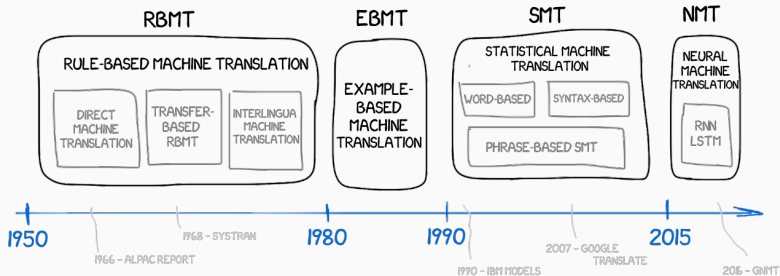 RBMT
EBMT
SMT
NMT
RULE-BASED MACHINE TRANSLATION
DIRECT
MACHINE
TRANSLATION
TRANSFER-
BASED
RBMT
INTERLINGUA
MACHINE
TRANSLATION
EXAMPLE-
BASED
MACHINE
TRANSLATION
STATISTICAL MACHINE
TRANSLATION
WORD-BASED
SYNTAX-BASED
PHRASE-BASED SMT
NEURAL
MACHINE
TRANSLATION
RNN
LSTM
1950
1980
1990
2015
1966 - ALPAC REPORT
1968 - SYSTRAN
1990 - IBM MODELS
2007 - GOOGLE
TRANSLATE
2016 - GNMT